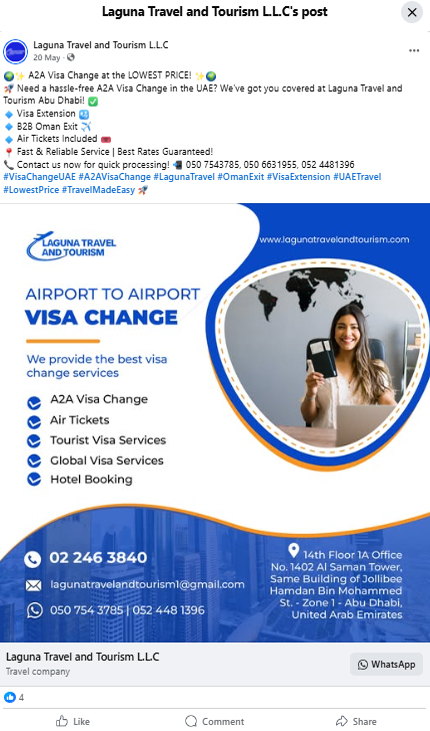 Laguna Travel and Tourism L.L.C's post
Laguna Travel and Tourism L.L.C
20 May ·
A2A Visa Change at the LOWEST PRICE!
Need a hassle-free A2A Visa Change in the UAE? We've got you covered at Laguna Travel and
Tourism Abu Dhabi!
Visa Extension
B2B Oman Exit
Air Tickets Included
Fast & Reliable Service | Best Rates Guaranteed!
Contact us now for quick processing! 050 7543785, 050 6631955, 052 4481396
#VisaChangeUAE #A2AVisaChange #LagunaTravel #OmanExit #VisaExtension #UAETravel
#LowestPrice #TravelMadeEasy
LAGUNA TRAVEL
AND TOURISM
www.lagunatravelandtourism.com
AIRPORT TO AIRPORT
VISA CHANGE
We provide the best visa
change services
A2A Visa Change
Air Tickets
Tourist Visa Services
Global Visa Services
Hotel Booking
02 246 3840
lagunatravelandtourism1@gmail.com
050 754 3785 | 052 448 1396
14th Floor 1A Office
No. 1402 Al Saman Tower,
Same Building of Jollibee
Hamdan Bin Mohammed
St. - Zone 1 - Abu Dhabi,
United Arab Emirates
Laguna Travel and Tourism L.L.C
Travel company
WhatsApp
4
Like
Comment
Share